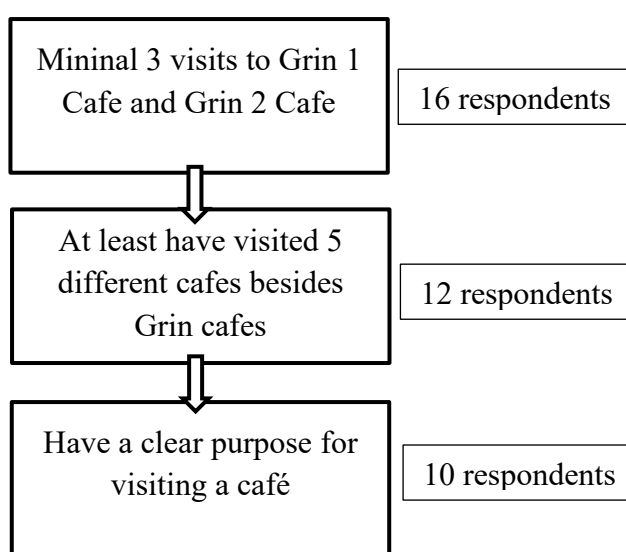 Mininal 3 visits to Grin 1
Cafe and Grin 2 Cafe
16 respondents
At least have visited 5
different cafes besides
Grin cafes
12 respondents
Have a clear purpose for
visiting a café
10 respondents